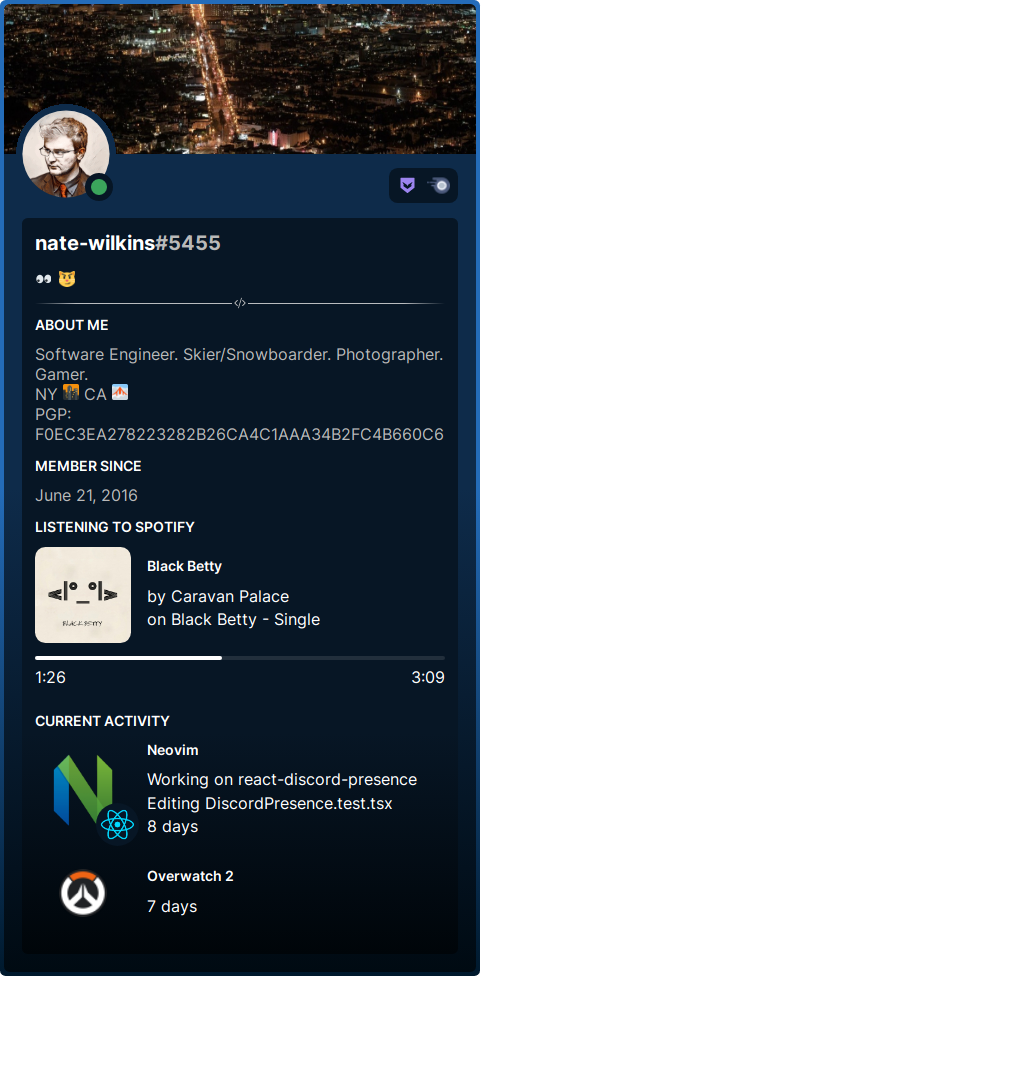 nate-wilkins#5455
👀 😼
</>
ABOUT ME
Software Engineer. Skier/Snowboarder. Photographer.
Gamer.
NY 🌆 CA 🌁
PGP:
F0EC3EA278223282B26CA4C1AAA34B2FC4B660C6
MEMBER SINCE
June 21, 2016
LISTENING TO SPOTIFY
<|°_°|>
BLACK BETTY
Black Betty
by Caravan Palace
on Black Betty - Single
1:26 3:09
CURRENT ACTIVITY
Neovim
Working on react-discord-presence
Editing DiscordPresence.test.tsx
8 days
Overwatch 2
7 days